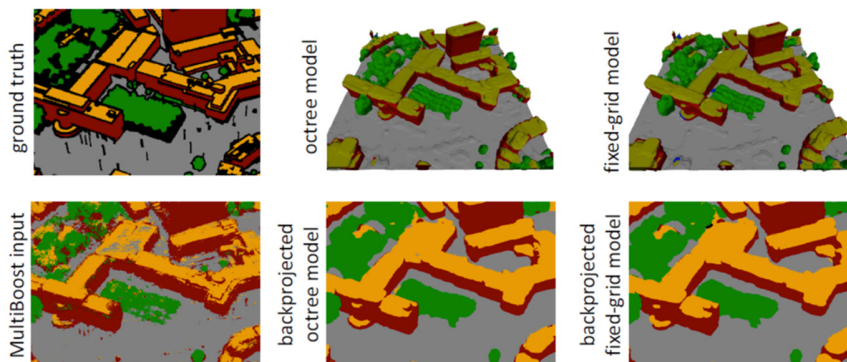 ground truth
octree model
fixed-grid model
MultiBoost input
backprojected
octree model
backprojected
fixed-grid model